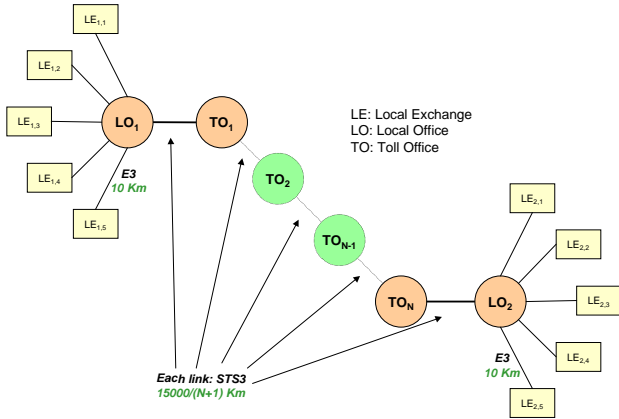 LE1,1
LE1,2
LE1,3
LE1,4
LE1,5
LO1
TO1
E3
10 Km
LE: Local Exchange
LO: Local Office
TO: Toll Office
TO2
TON-1
TON
LO2
LE2,1
LE2,2
LE2,3
LE2,4
LE2,5
E3
10 Km
Each link: STS3
15000/(N+1) Km